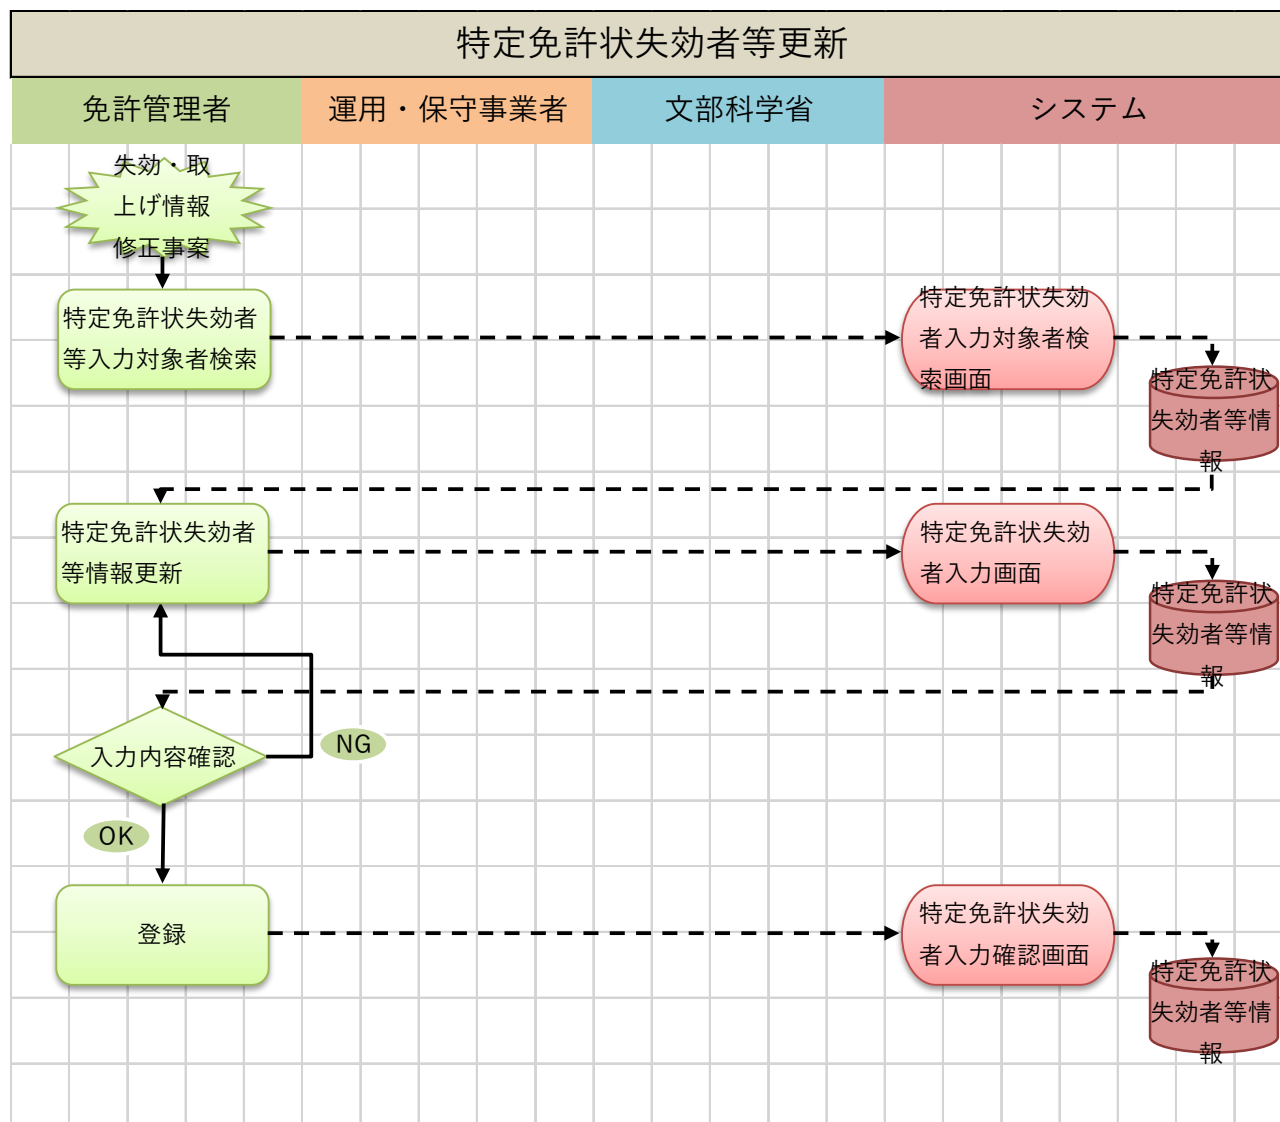 特定免許状失効者等更新
免許管理者
運用・保守事業者
文部科学省
システム
失効・取
上げ情報
修正事案
特定免許状失効者
等入力対象者検索
特定免許状失効
者入力対象者検
索画面
特定免許状
失効者等情
報
特定免許状失効者
等情報更新
特定免許状失効
者入力画面
特定免許状
失効者等情
報
入力内容確認
NG
OK
登録
特定免許状失効
者入力確認画面
特定免許状
失効者等情
報